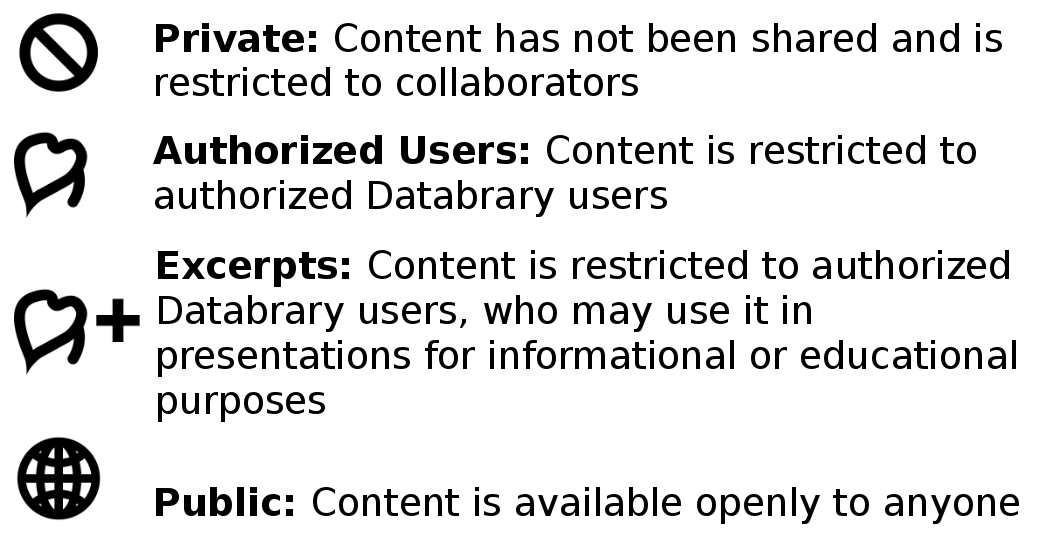 Private: Content has not been shared and is
restricted to collaborators
Authorized Users: Content is restricted to
authorized Databrary users
Excerpts: Content is restricted to authorized
Databrary users, who may use it in
presentations for informational or educational
purposes
Public: Content is available openly to anyone